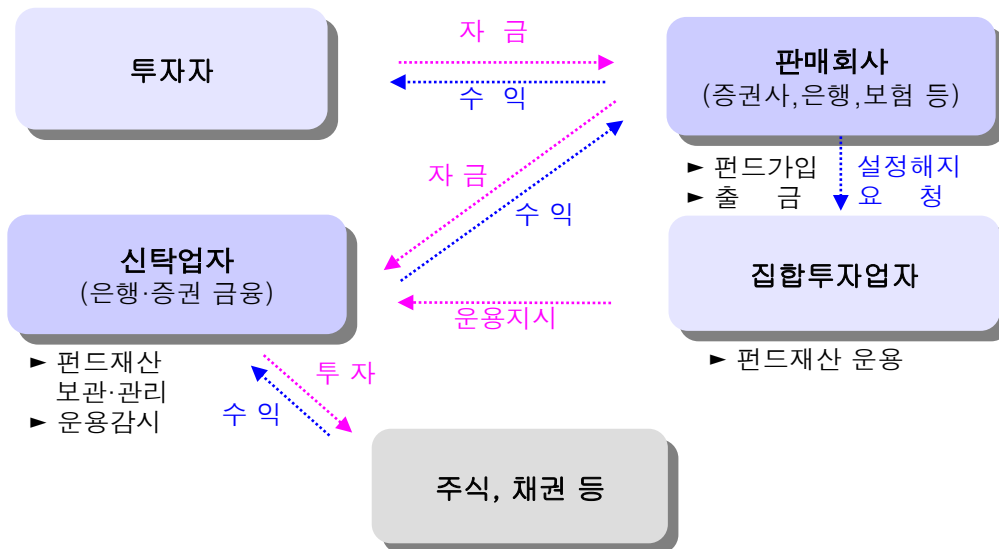 투자자
자 금
수 익
판매회사
(증권사,은행,보험 등)
► 펀드가입
► 출 금
설정해지
요 청
자 금
수 익
신탁업자
(은행·증권 금융)
집합투자업자
운용지시
► 펀드재산
보관·관리
► 운용감시
► 펀드재산 운용
투 자
수 익
주식, 채권 등